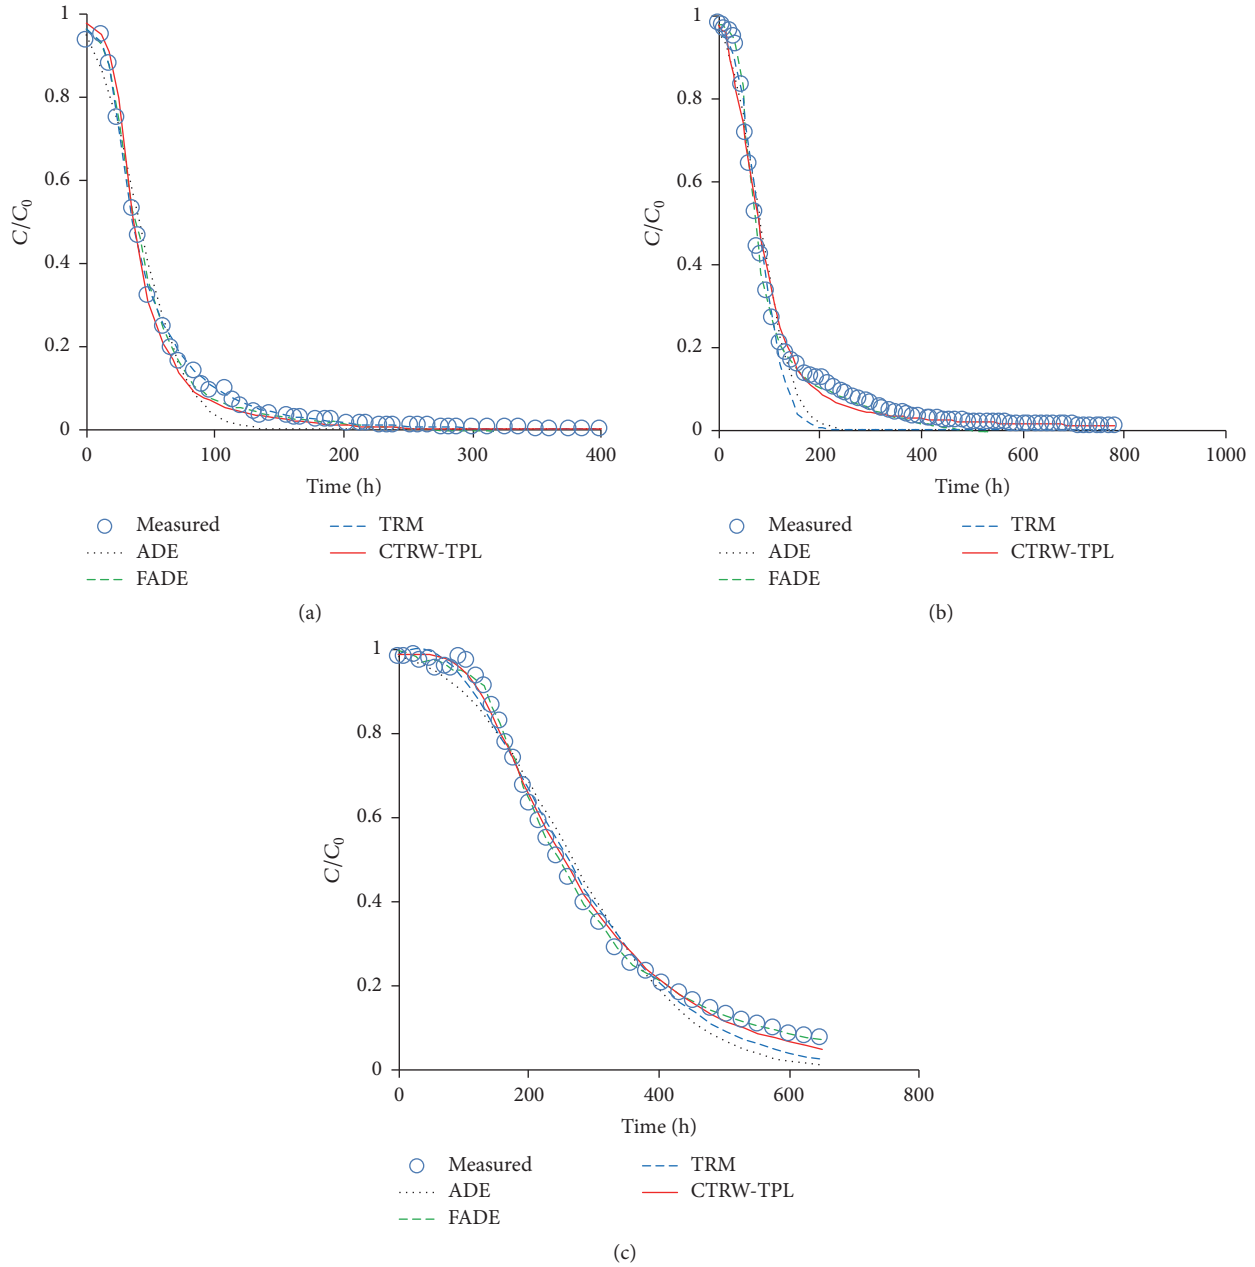 1
0.8
0.6
0.4
0.2
0
C/C0
0 100 200 300 400
Time (h)
Measured TRM
ADE CTRW-TPL
FADE
(a)
1
0.8
0.6
0.4
0.2
0
C/C0
0 200 400 600 800 1000
Time (h)
Measured TRM
ADE CTRW-TPL
FADE
(b)
1
0.8
0.6
0.4
0.2
0
C/C0
0 200 400 600 800
Time (h)
Measured TRM
ADE CTRW-TPL
FADE
(c)